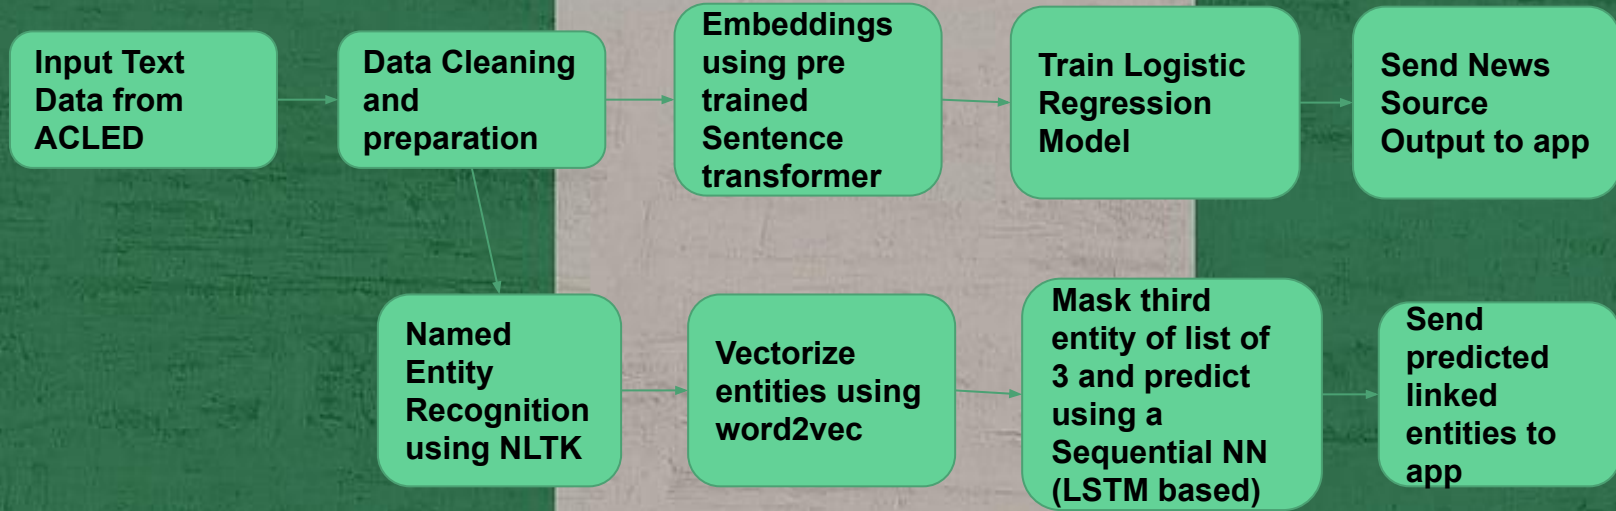 Input Text
Data from
ACLED
Data Cleaning
and
preparation
Embeddings
using pre
trained
Sentence
transformer
Train Logistic
Regression
Model
Send News
Source
Output to app
Named
Entity
Recognition
using NLTK
Vectorize
entities using
word2vec
Mask third
entity of list of
3 and predict
using a
Sequential NN
(LSTM based)
Send
predicted
linked
entities to
app